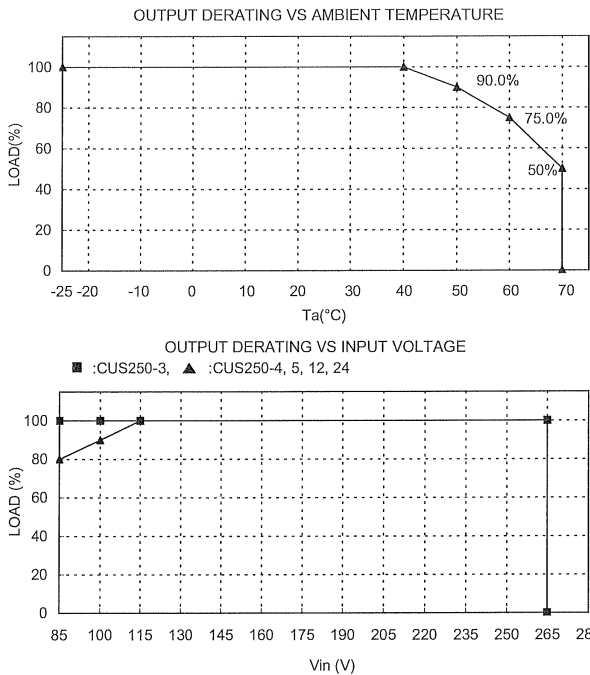 OUTPUT DERATING VS AMBIENT TEMPERATURE
100
80
60
40
20
0
LOAD(%)
90.0%
75.0%
50%
-25 -20 -10 0 10 20 30 40 50 60 70
Ta(°C)
OUTPUT DERATING VS INPUT VOLTAGE
:CUS250-3, :CUS250-4, 5, 12, 24
100
80
60
40
20
0
LOAD (%)
85 100 115 130 145 160 175 190 205 220 235 250 265 28
Vin (V)